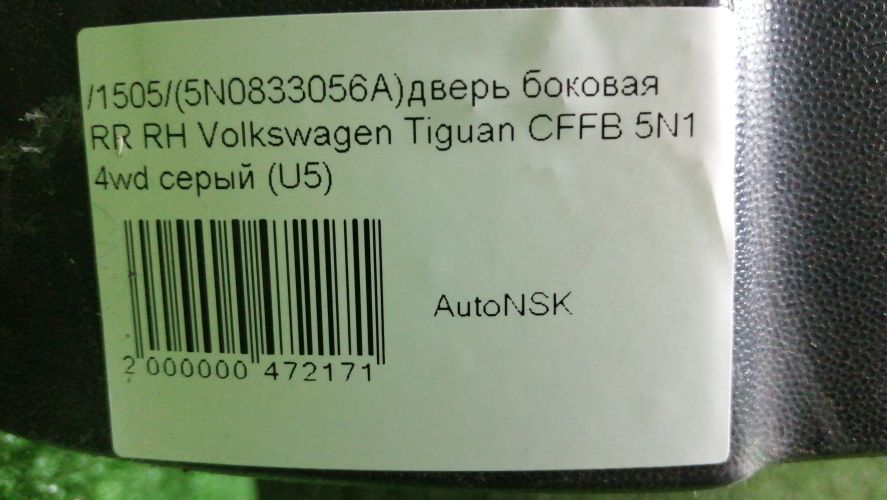 /1505/(5N0833056A)дверь боковая
RR RH Volkswagen Tiguan CFFB 5N1
4wd серый (U5)
AutoNSK
2 000000 472171